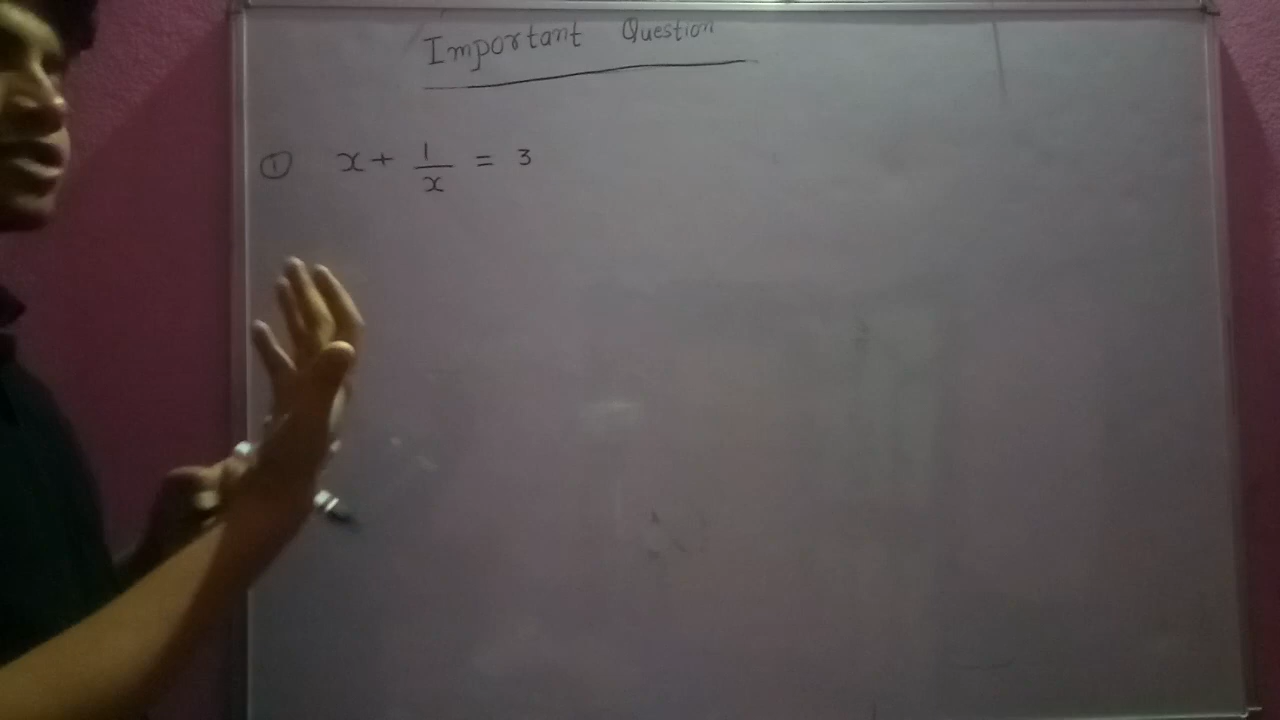 Important Question
① x + 1/x = 3